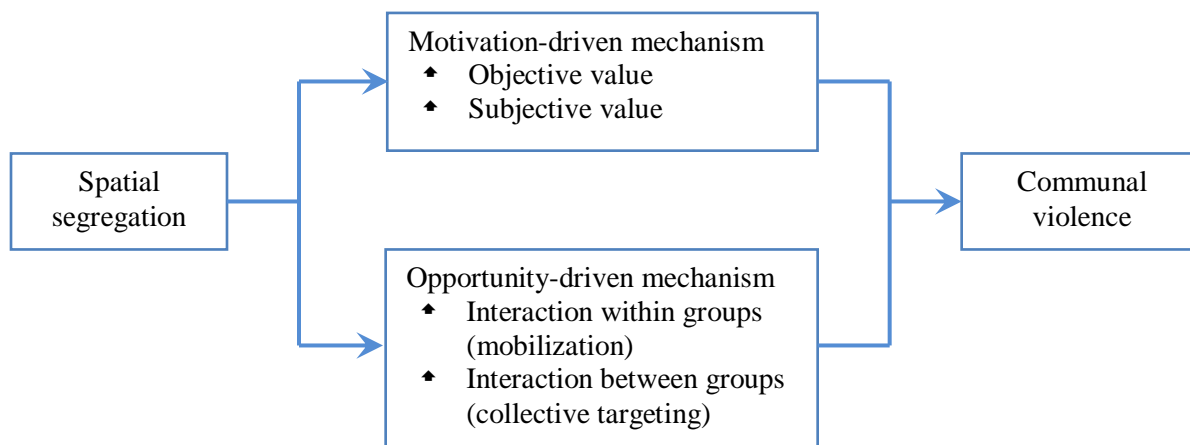 Motivation-driven mechanism
Objective value
Subjective value
Spatial
segregation
Communal
violence
Opportunity-driven mechanism
Interaction within groups
(mobilization)
Interaction between groups
(collective targeting)